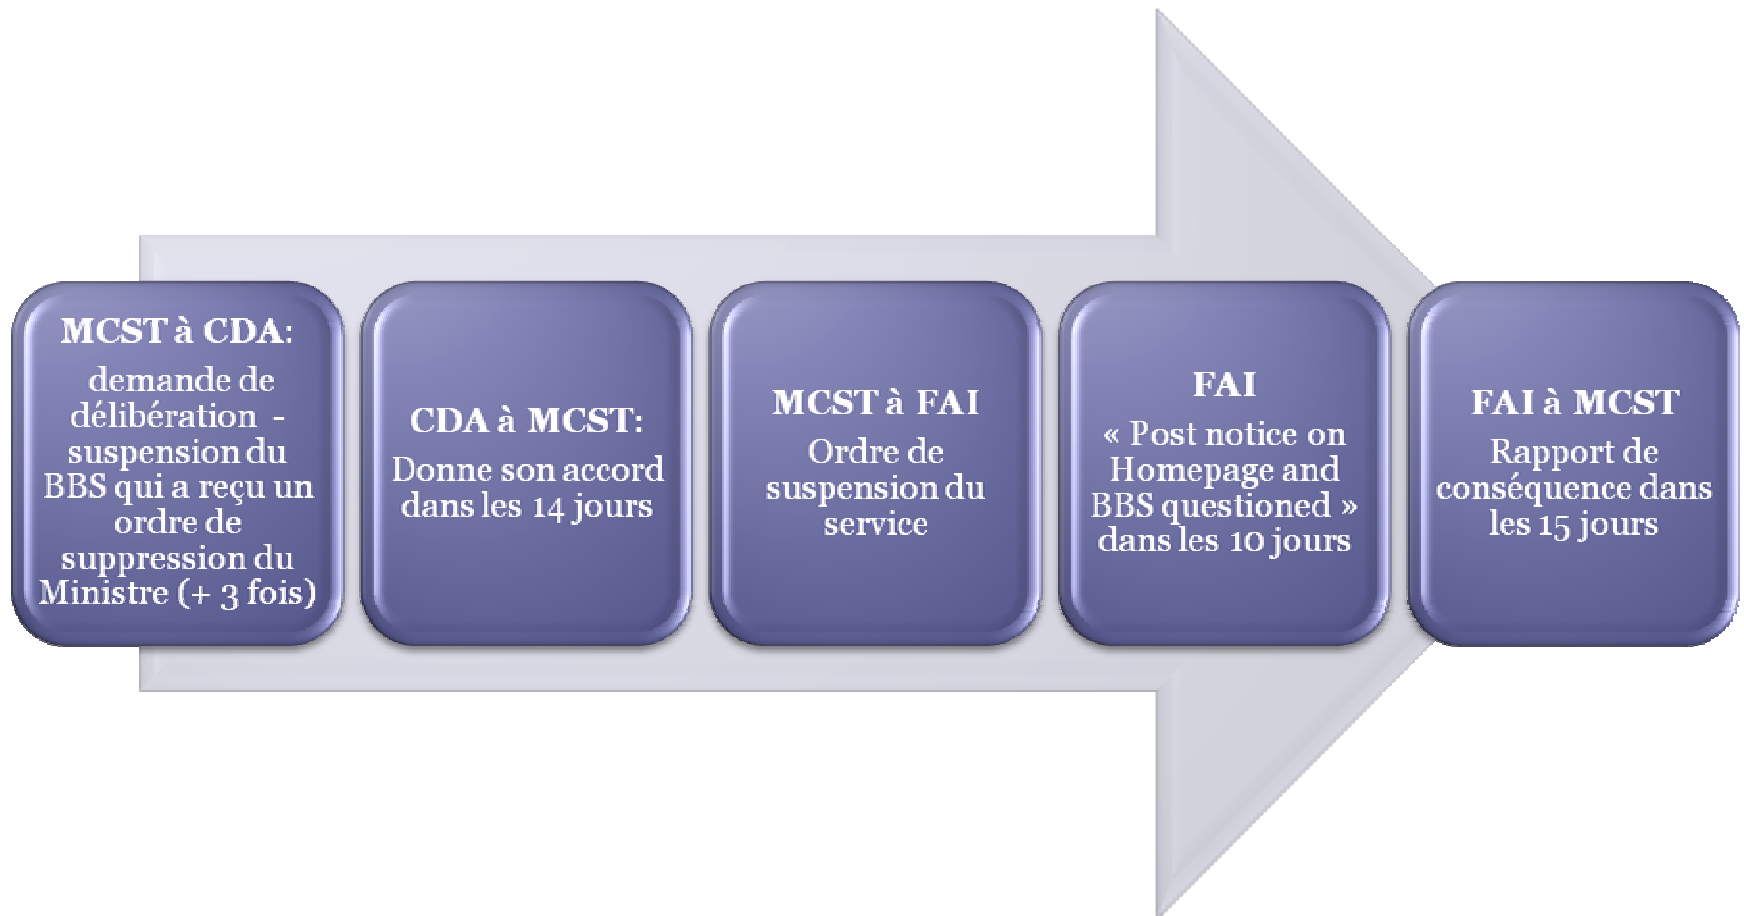 MCST à CDA:
demande de
délibération -
suspension du
BBS qui a reçu un
ordre de
suppression du
Ministre (+ 3 fois)
CDA à MCST:
Donne son accord
dans les 14 jours
MCST à FAI
Ordre de
suspension du
service
FAI
« Post notice on
Homepage and
BBS questioned »
dans les 10 jours
FAI à MCST
Rapport de
conséquence dans
les 15 jours